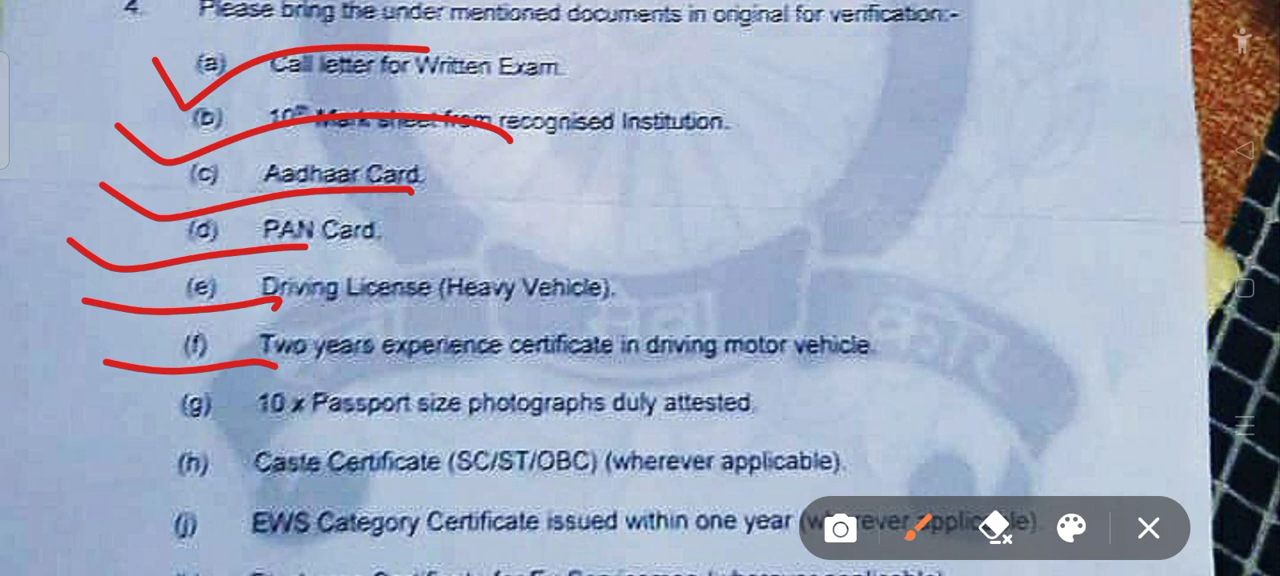 4. Please bring the under mentioned documents in original for verification:-
(a) Call letter for Written Exam.
(b) 10th Mark sheet from recognised Institution.
(c) Aadhaar Card.
(d) PAN Card.
(e) Driving License (Heavy Vehicle).
(f) Two years experience certificate in driving motor vehicle.
(g) 10 x Passport size photographs duly attested.
(h) Caste Certificate (SC/ST/OBC) (wherever applicable).
(j) EWS Category Certificate issued within one year (wherever applicable).